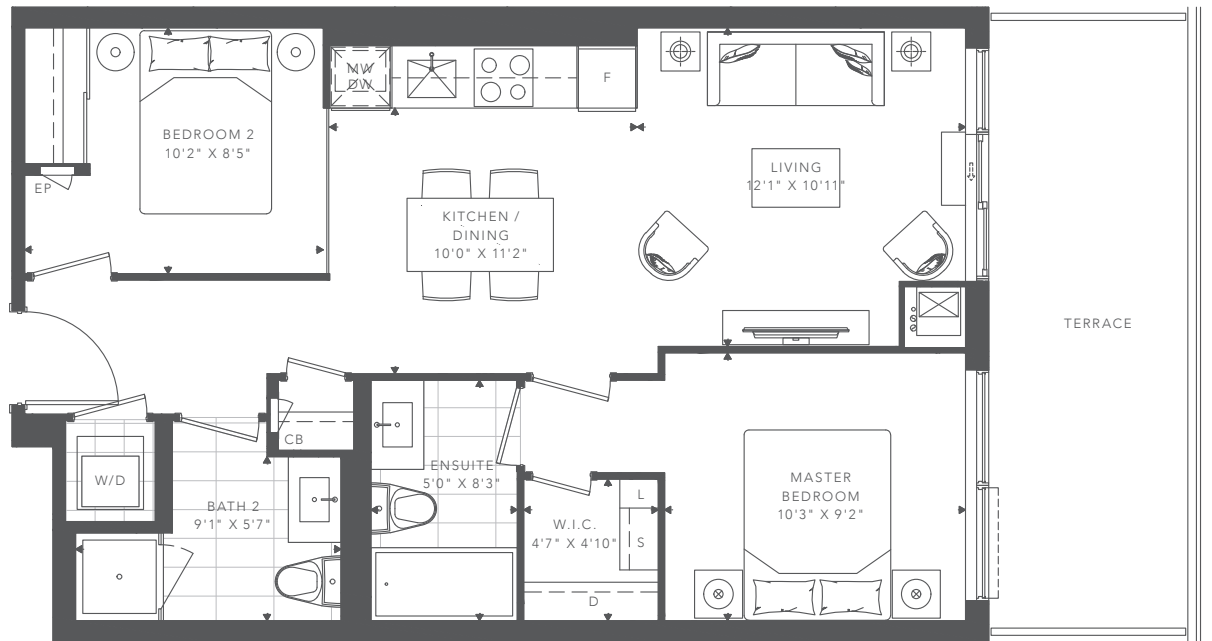 MW
DW
F
BEDROOM 2
10'2" X 8'5"
LIVING
12'1" X 10'11"
EP
KITCHEN /
DINING
10'0" X 11'2"
TERRACE
CB
W/D
ENSUITE
5'0" X 8'3"
MASTER
BEDROOM
10'3" X 9'2"
BATH 2
9'1" X 5'7"
L
W.I.C.
4'7" X 4'10"
S
D